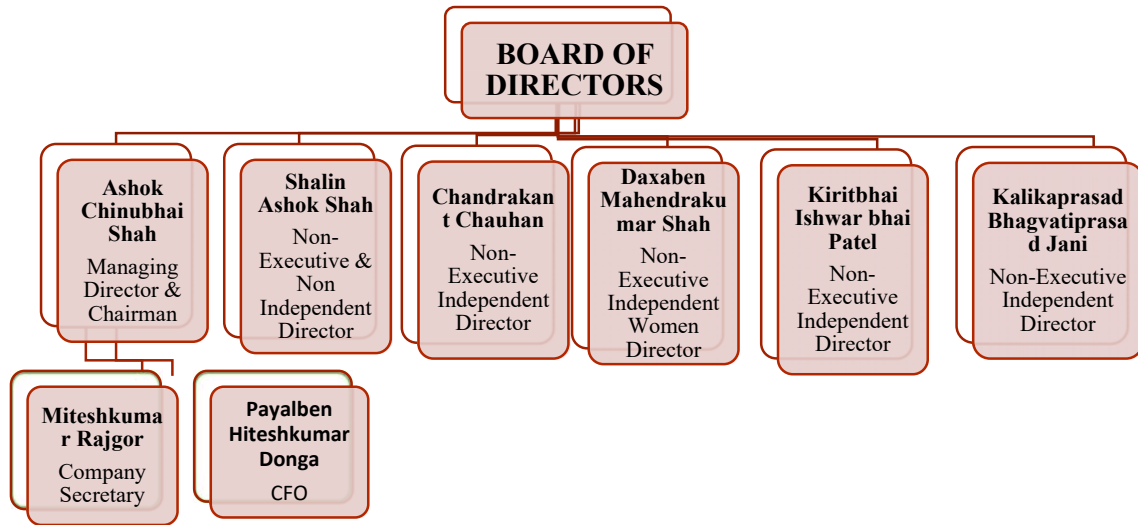 BOARD OF
DIRECTORS
Ashok
Chinubhai
Shah
Managing
Director &
Chairman
Shalin
Ashok Shah
Non-
Executive &
Non
Independent
Director
Chandrakan
t Chauhan
Non-
Executive
Independent
Director
Daxaben
Mahendraku
mar Shah
Non-
Executive
Independent
Women
Director
Kiritbhai
Ishwar bhai
Patel
Non-
Executive
Independent
Director
Kalikaprasad
Bhagvatiprasa
d Jani
Non-Executive
Independent
Director
Miteshkuma
r Rajgor
Company
Secretary
Payalben
Hiteshkumar
Donga
CFO